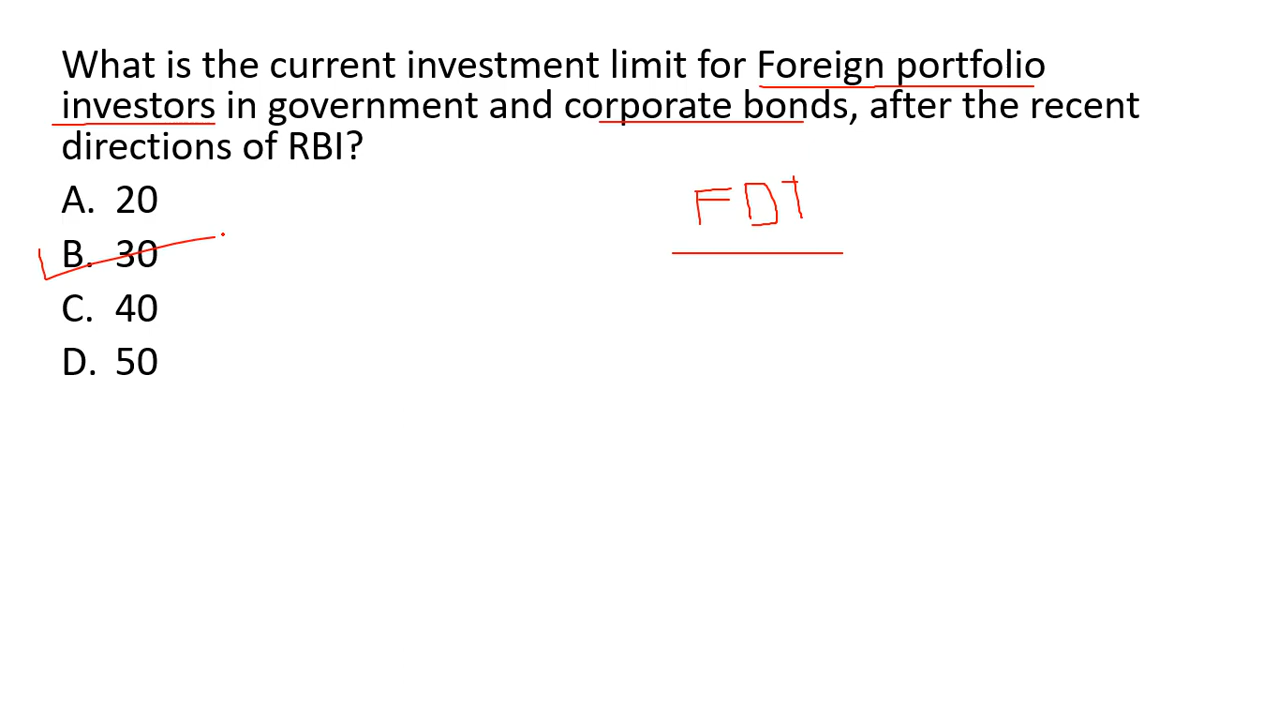 What is the current investment limit for Foreign portfolio
investors in government and corporate bonds, after the recent
directions of RBI?
A. 20
FDI
B. 30
C. 40
D. 50